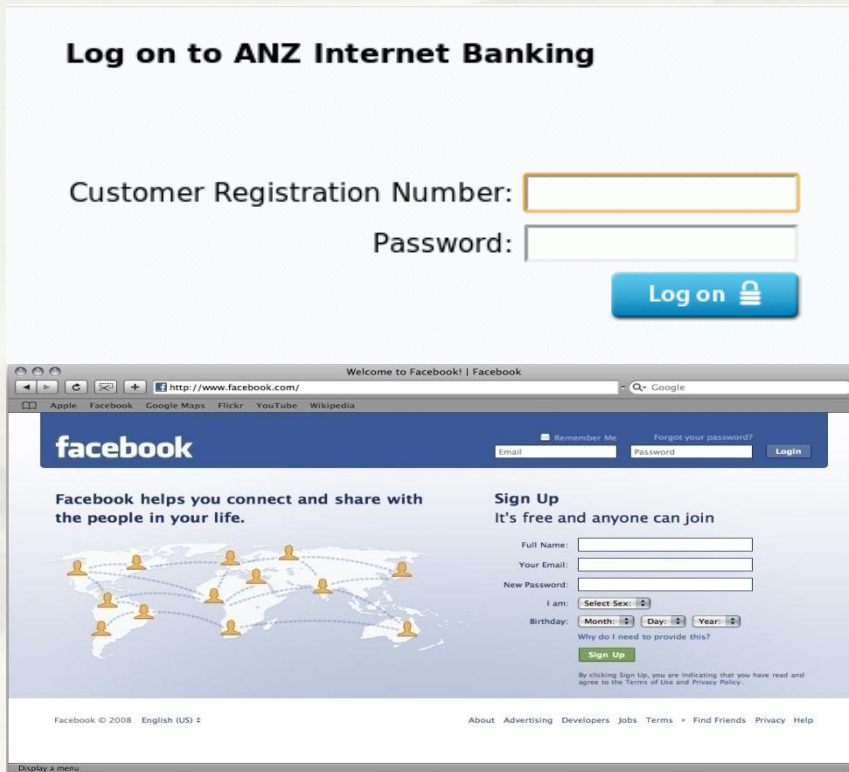 Log on to ANZ Internet Banking
Customer Registration Number:
Password:
Log on
Welcome to Facebook! | Facebook
http://www.facebook.com/
Google
Apple Facebook Google Maps Flickr YouTube Wikipedia
facebook
Remember Me Forgot your password?
Email Password Login
Facebook helps you connect and share with
the people in your life.
Sign Up
It's free and anyone can join
Full Name:
Your Email:
New Password:
I am: Select Sex:
Birthday: Month: Day: Year:
Why do I need to provide this?
Sign Up
By clicking Sign Up, you are indicating that you have read and
agree to the Terms of Use and Privacy Policy.
Facebook © 2008 English (US)
About Advertising Developers Jobs Terms • Find Friends Privacy Help
Display a menu